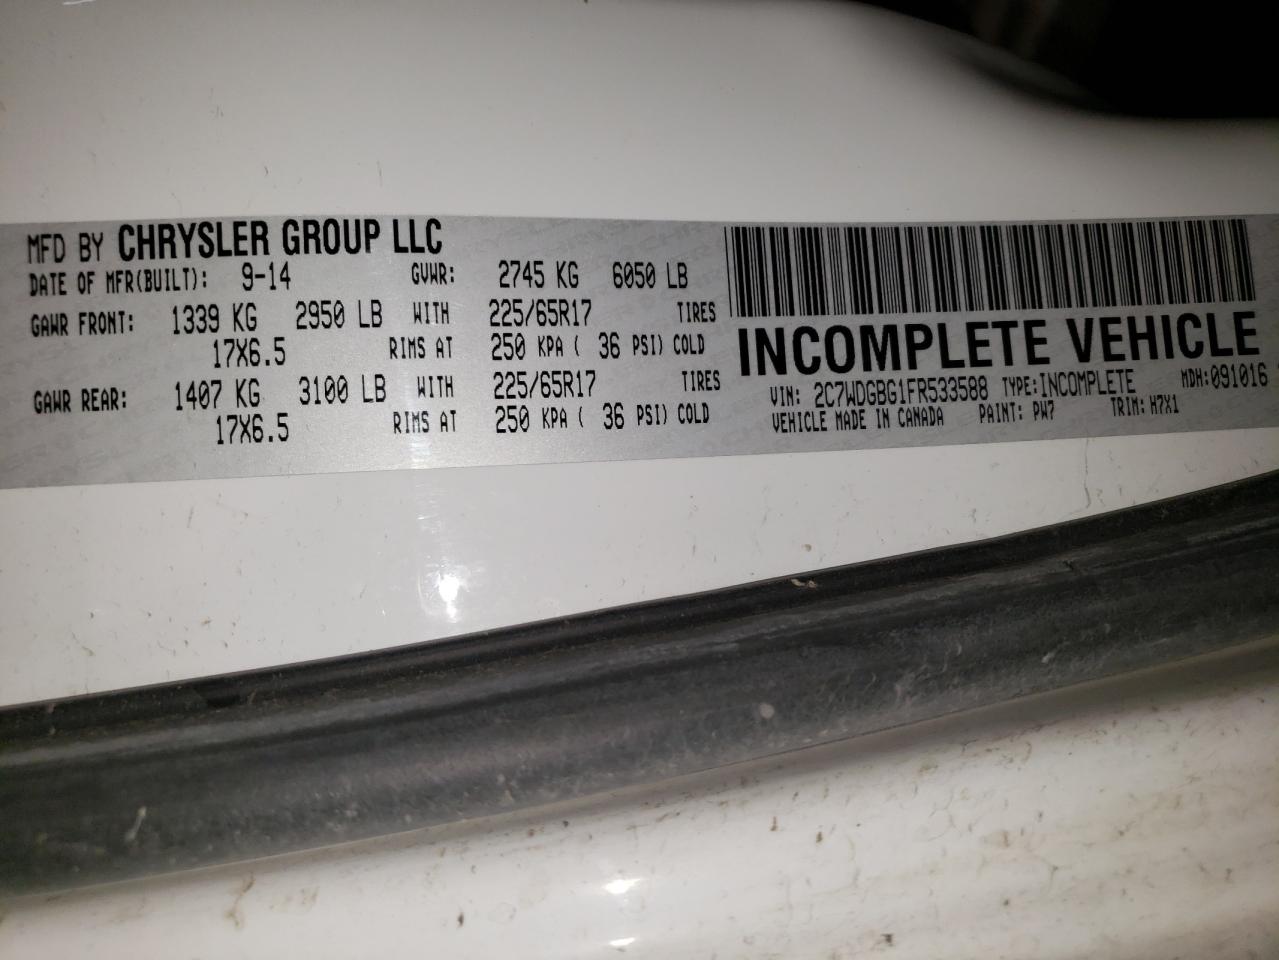 MFD BY CHRYSLER GROUP LLC
DATE OF MFR(BUILT): 9-14 GVWR: 2745 KG 6050 LB
GAWR FRONT: 1339 KG 2950 LB WITH 225/65R17 TIRES
17X6.5 RIMS AT 250 KPA ( 36 PSI) COLD
GAWR REAR: 1407 KG 3100 LB WITH 225/65R17 TIRES
17X6.5 RIMS AT 250 KPA ( 36 PSI) COLD
INCOMPLETE VEHICLE
VIN: 2C7WDGBG1FR533588 TYPE:INCOMPLETE MDH:091016
VEHICLE MADE IN CANADA PAINT: PW7 TRIM: H7X1